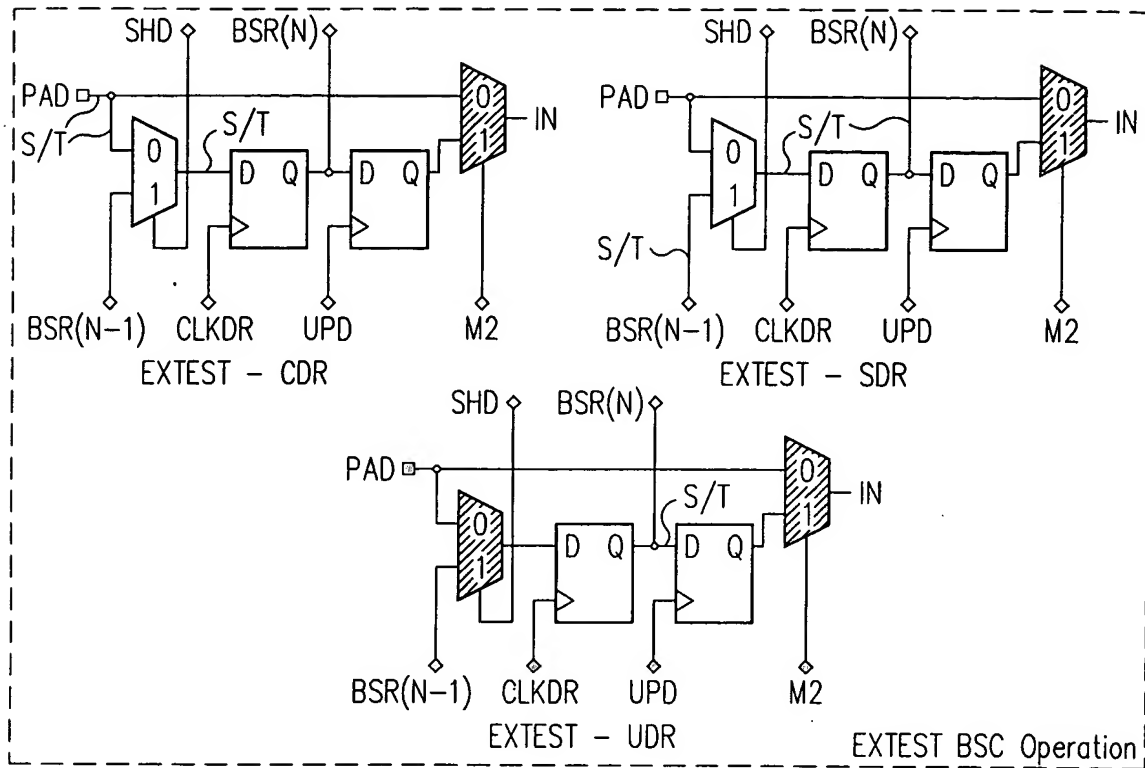 SHD BSR(N)
PAD 0 IN
S/T 0 S/T D Q D Q 1
1
BSR(N-1) CLKDR UPD M2
EXTEST - CDR
SHD BSR(N)
PAD S/T 0 IN
0 D Q D Q 1
1
S/T
BSR(N-1) CLKDR UPD M2
EXTEST - SDR
SHD BSR(N)
PAD 0 IN
0 D Q S/T D Q 1
1
BSR(N-1) CLKDR UPD M2
EXTEST - UDR
EXTEST BSC Operation